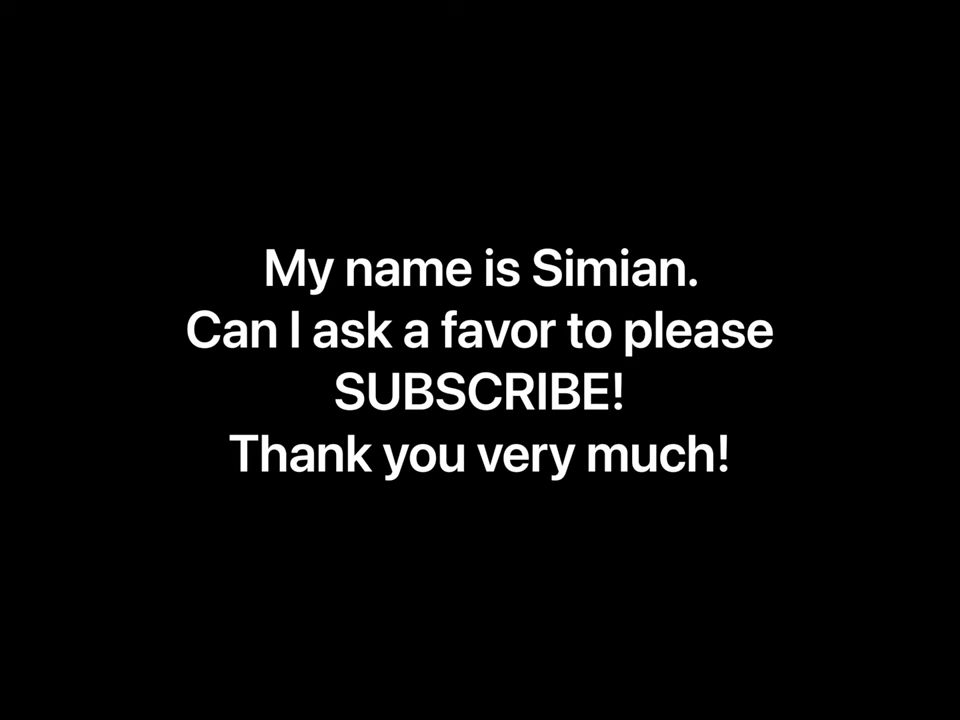 My name is Simian.
Can I ask a favor to please
SUBSCRIBE!
Thank you very much!